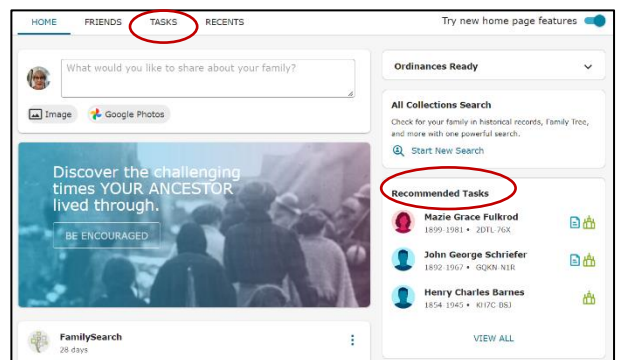 HOME FRIENDS TASKS RECENTS
Try new home page features
What would you like to share about your family?
Image
Google Photos
Discover the challenging
times YOUR ANCESTOR
lived through.
BE ENCOURAGED
FamilySearch
28 days
Ordinances Ready
All Collections Search
Check for your family in historical records, Family Tree,
and more with one powerful search.
Start New Search
Recommended Tasks
Mazie Grace Fulkrod
1899-1981 • 2DTL-76X
John George Schriefer
1892-1967 • GQKN-N1R
Henry Charles Barnes
1854-1945 • KH7C-BSJ
VIEW ALL